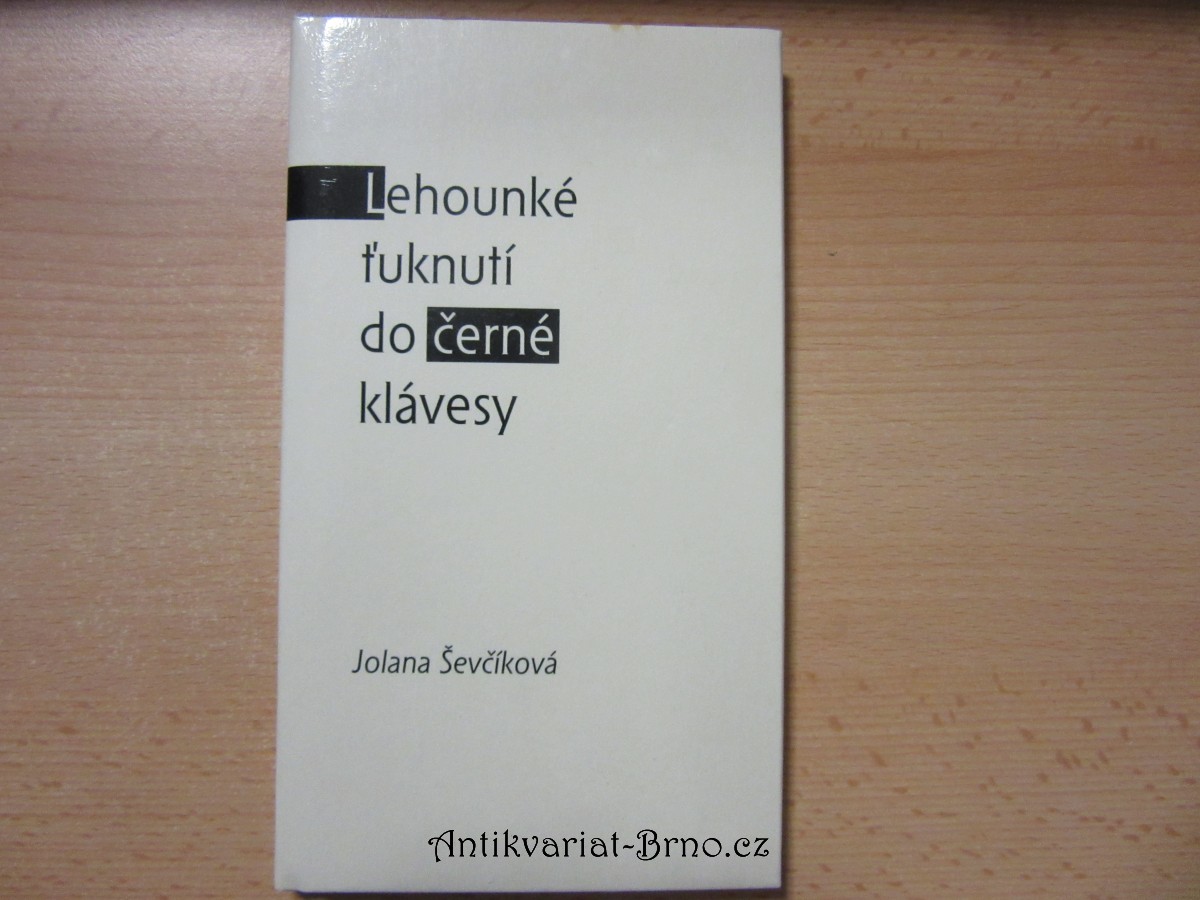 Lehounké
ťuknutí
do černé
klávesy
Jolana Ševčíková
Antikvariat-Brno.cz